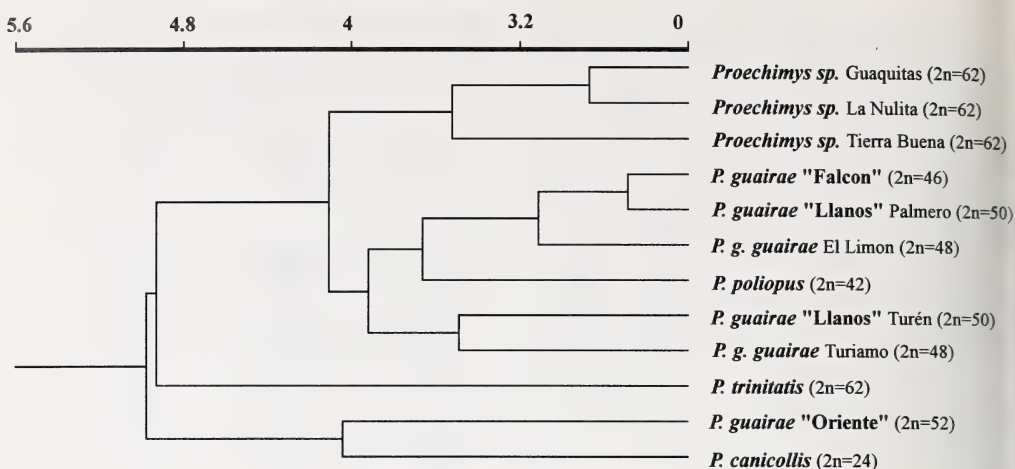 5.6 4.8 4 3.2 0
Proechimys sp. Guaquitas (2n=62)
Proechimys sp. La Nulita (2n=62)
Proechimys sp. Tierra Buena (2n=62)
P. guairae "Falcon" (2n=46)
P. guairae "Llanos" Palmero (2n=50)
P. g. guairae El Limon (2n=48)
P. poliopus (2n=42)
P. guairae "Llanos" Turén (2n=50)
P. g. guairae Turiamo (2n=48)
P. trinitatis (2n=62)
P. guairae "Oriente" (2n=52)
P. canicollis (2n=24)